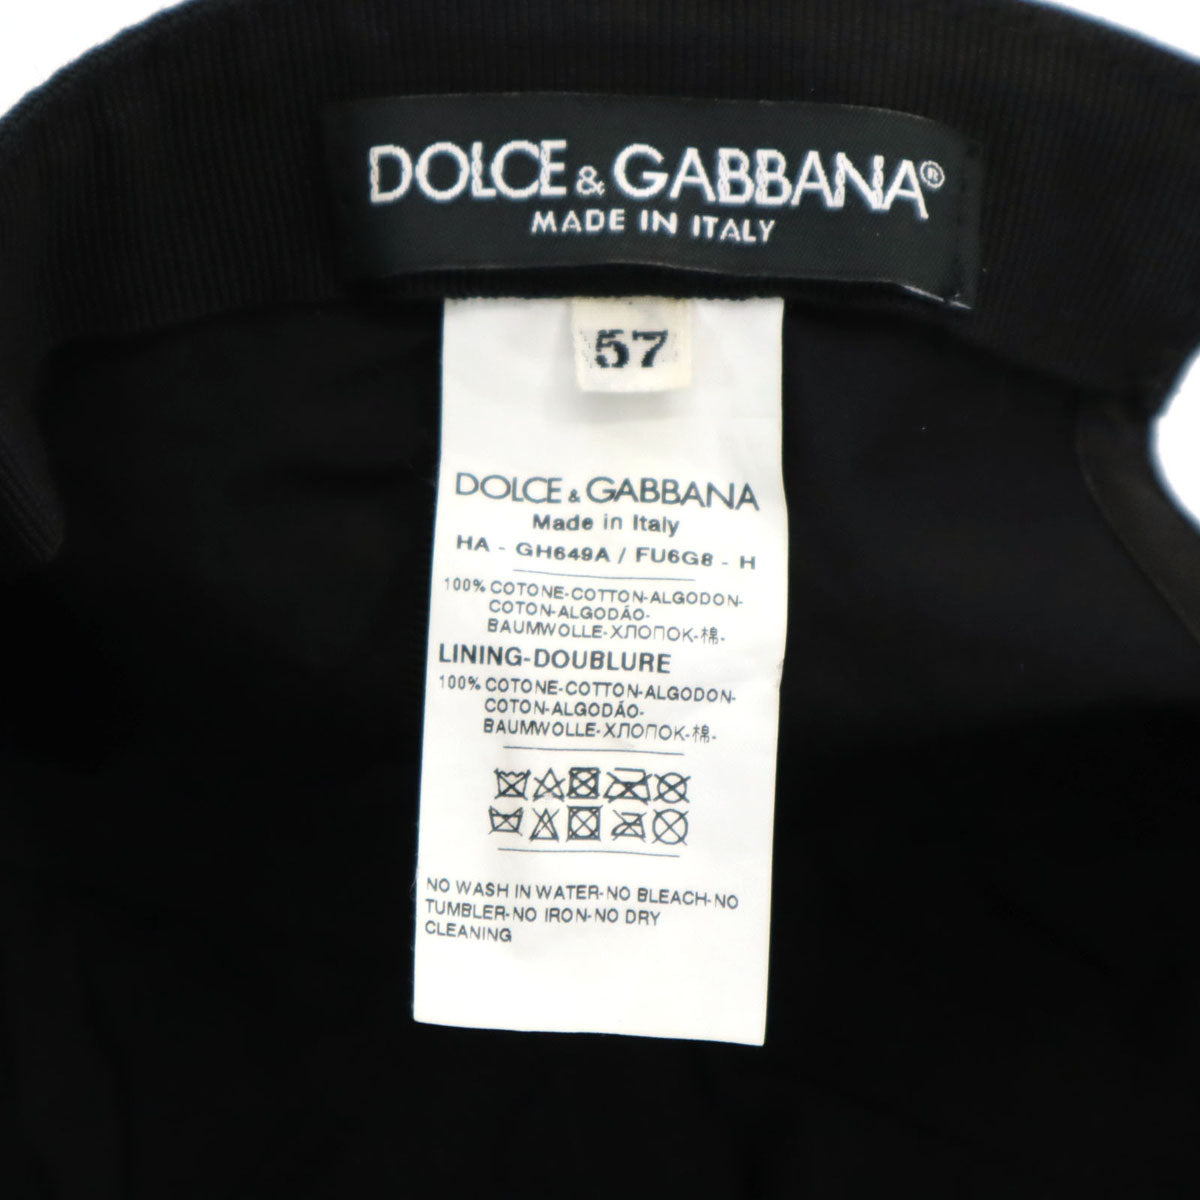 DOLCE & GABBANA®
MADE IN ITALY
57
DOLCE & GABBANA
Made in Italy
HA - GH649A / FU6G8 - H
100% COTONE-COTTON-ALGODON-
COTON-ALGODÃO-
BAUMWOLLE-ХЛОПОК-棉-
LINING-DOUBLURE
100% COTONE-COTTON-ALGODON-
COTON-ALGODÃO-
BAUMWOLLE-ХЛОПОК-棉-
NO WASH IN WATER-NO BLEACH-NO
TUMBLER-NO IRON-NO DRY
CLEANING